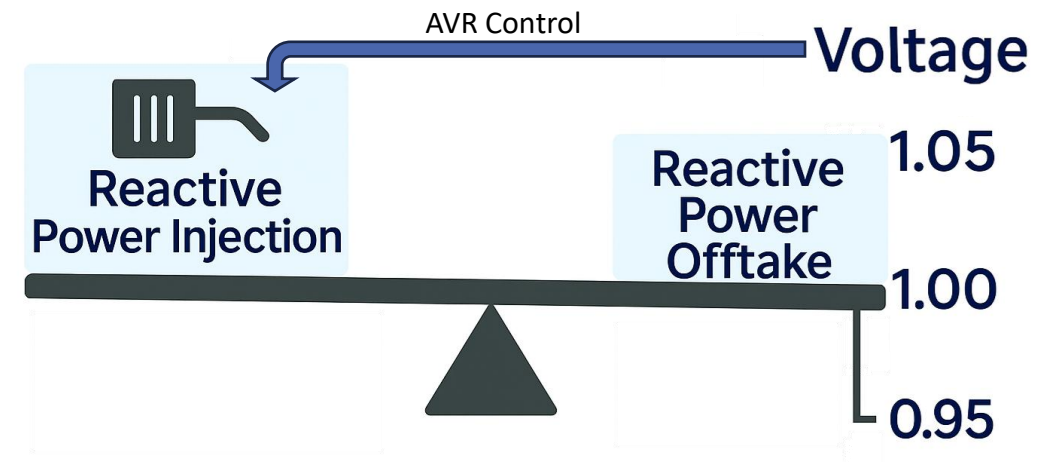 AVR Control
Voltage
Reactive
Power Injection
Reactive
Power
Offtake
1.05
1.00
0.95